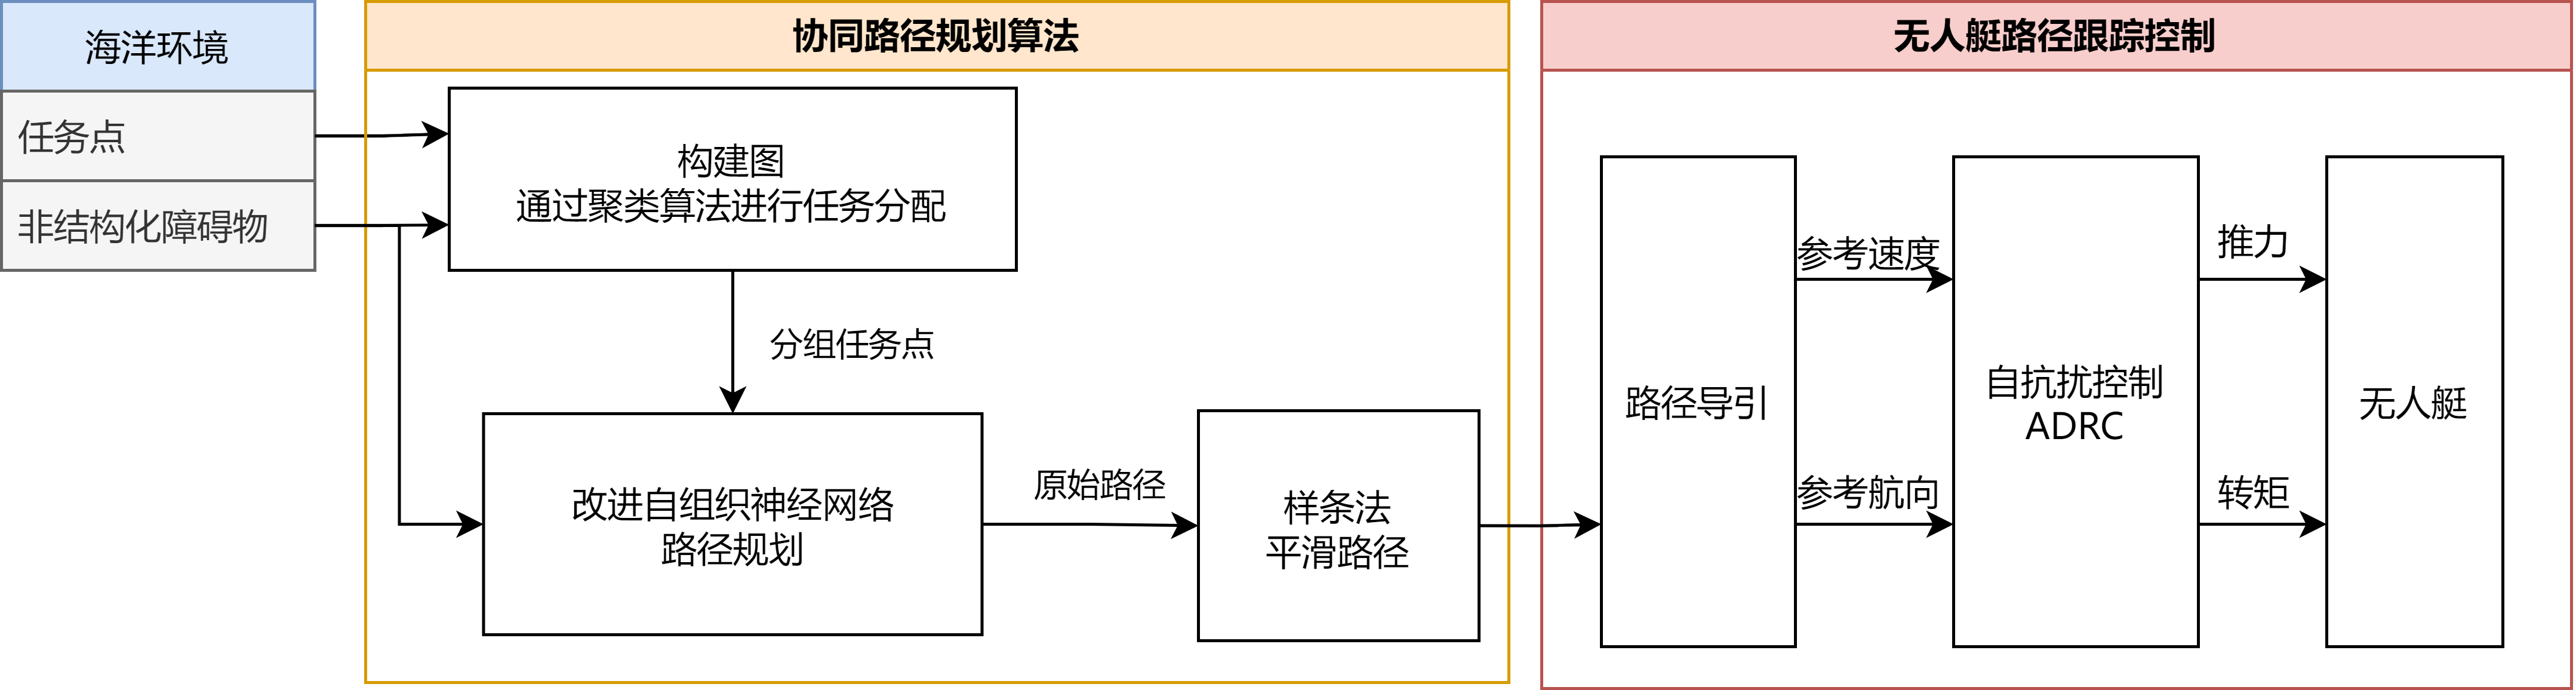 海洋环境
任务点
非结构化障碍物
协同路径规划算法
构建图
通过聚类算法进行任务分配
分组任务点
改进自组织神经网络
路径规划
原始路径
样条法
平滑路径
无人艇路径跟踪控制
路径导引
参考速度
参考航向
自抗扰控制
ADRC
推力
转矩
无人艇